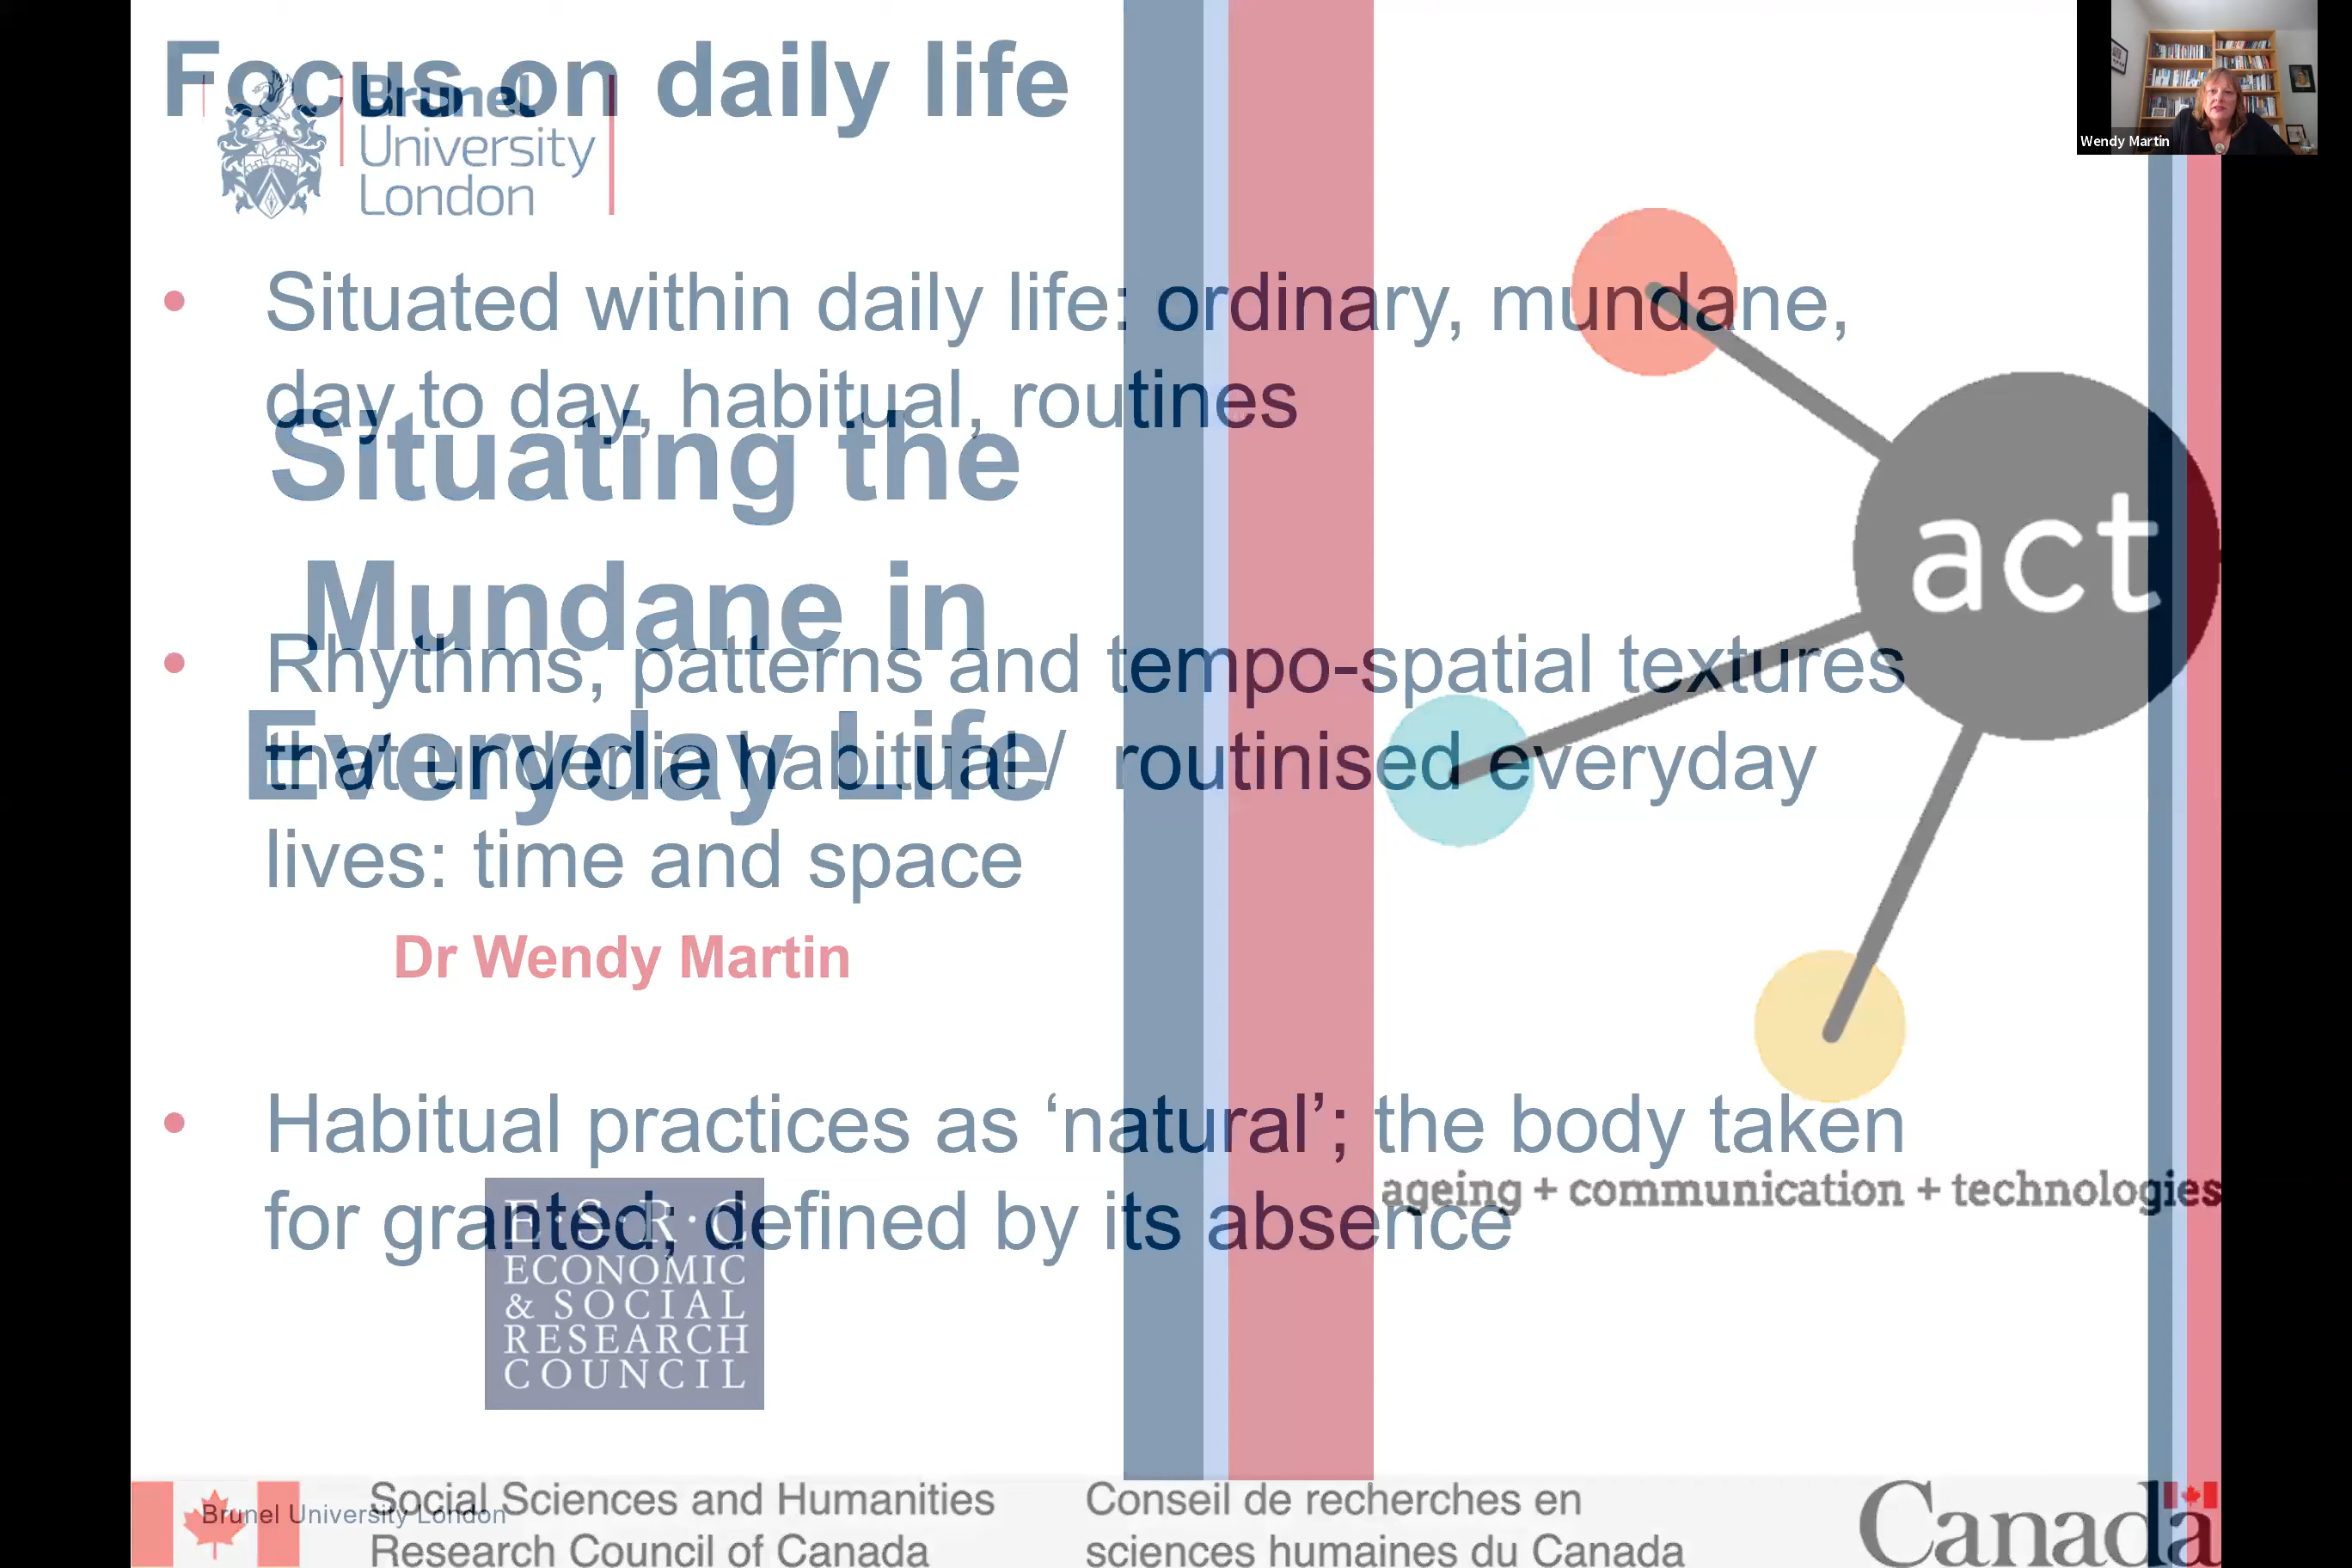 Focus on daily life
Brunel
University
London
Wendy Martin
• Situated within daily life: ordinary, mundane,
day to day, habitual, routines
Situating the
Mundane in
Everyday Life
act
• Rhythms, patterns and tempo-spatial textures
that underlie habitual / routinised everyday
lives: time and space
Dr Wendy Martin
• Habitual practices as ‘natural’; the body taken
for granted; defined by its absence
ageing + communication + technologies
E·S·R·C
ECONOMIC
& SOCIAL
RESEARCH
COUNCIL
Brunel University London
Social Sciences and Humanities
Research Council of Canada
Conseil de recherches en
sciences humaines du Canada
Canada